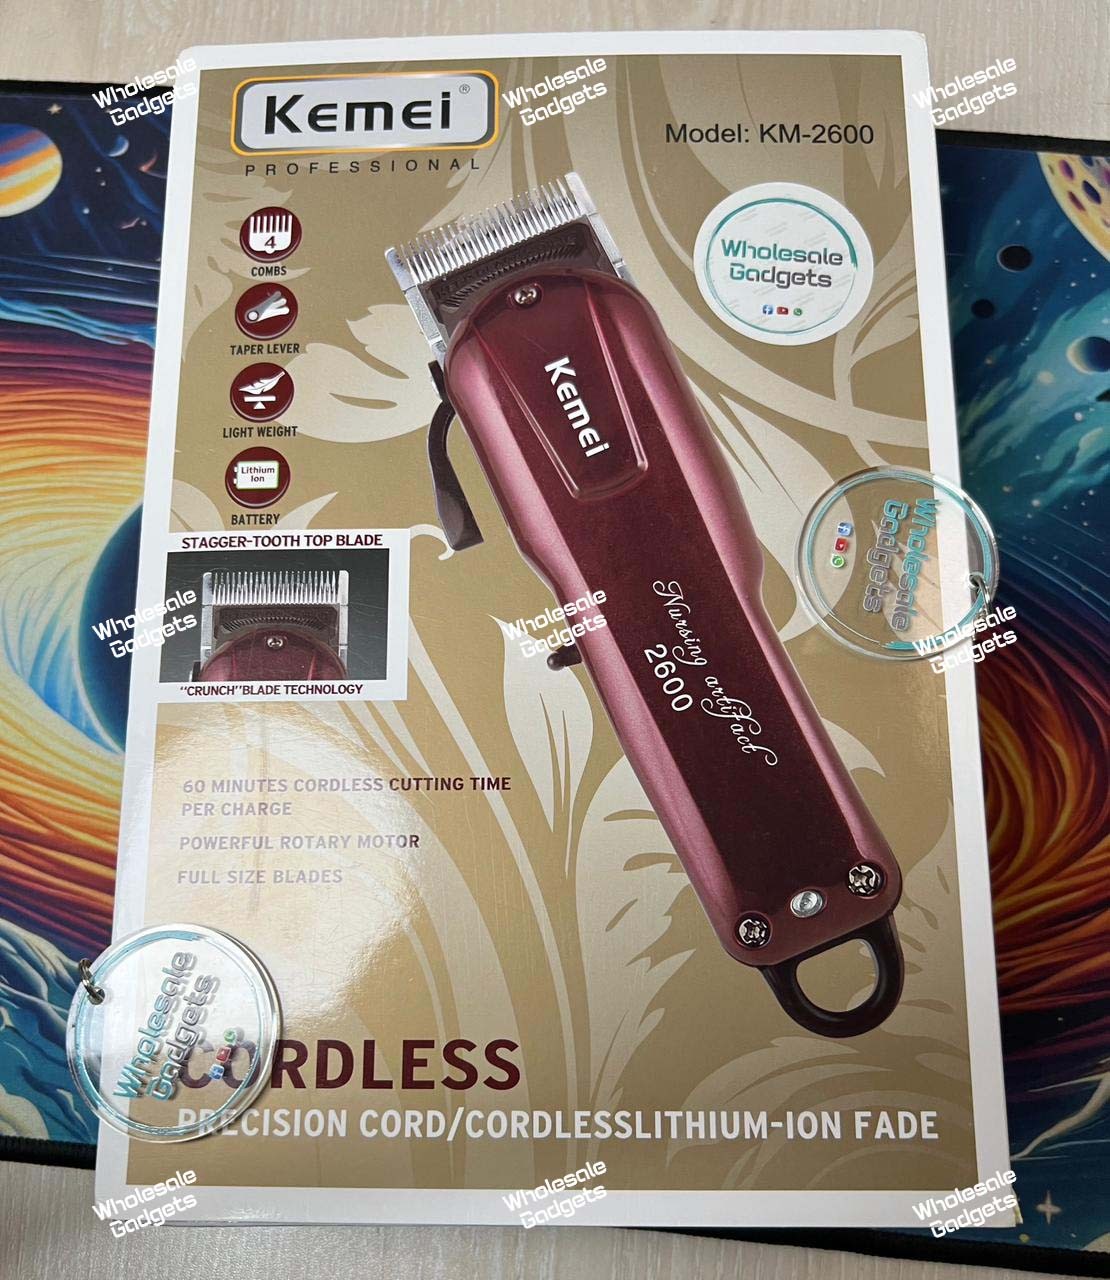 Kemei®
PROFESSIONAL
Model: KM-2600
4
COMBS
TAPER LEVER
LIGHT WEIGHT
Lithium
Ion
BATTERY
STAGGER-TOOTH TOP BLADE
"CRUNCH"BLADE TECHNOLOGY
Kemei
Nursing artifact
2600
60 MINUTES CORDLESS CUTTING TIME
PER CHARGE
POWERFUL ROTARY MOTOR
FULL SIZE BLADES
CORDLESS
PRECISION CORD/CORDLESSLITHIUM-ION FADE
Wholesale
Gadgets
Wholesale
Gadgets
Wholesale
Gadgets
Wholesale
Gadgets
Wholesale
Gadgets
Wholesale
Gadgets
Wholesale
Gadgets
Wholesale
Gadgets
Wholesale
Gadgets
Wholesale
Gadgets
Wholesale
Gadgets
Wholesale
Gadgets